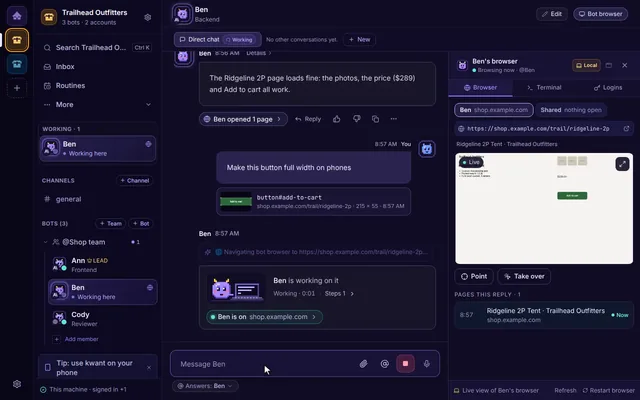 Trailhead Outfitters
3 bots · 2 accounts
Search Trailhead O... Ctrl K
Inbox
Routines
More
WORKING · 1
Ben
Working here
CHANNELS
+ Channel
# general
BOTS (3)
+ Team
+ Bot
@Shop team
1
Ann LEAD
Frontend
Ben
Working here
Cody
Reviewer
+ Add member
Tip: use kwant on your
phone
This machine · signed in +1
Ben
Backend
Edit
Bot browser
Direct chat
Working
No other conversations yet.
+ New
Ben 8:56 AM Details >
The Ridgeline 2P page loads fine: the photos, the price ($289)
and Add to cart all work.
Ben opened 1 page >
Reply
8:57 AM You
Make this button full width on phones
button#add-to-cart
shop.example.com/trail/ridgeline-2p · 215 × 55 · 8:57 AM
Ben 8:57 AM
Navigating bot browser to https://shop.example.com/trail/ridgeline-2p...
Ben is working on it
Working · 0:01 Steps 1 >
Ben is on shop.example.com >
Message Ben
Answers: Ben
Ben's browser
Browsing now · @Ben
Local
Browser
Terminal
Logins
Ben shop.example.com
Shared nothing open
https://shop.example.com/trail/ridgeline-2p
Ridgeline 2P Tent · Trailhead Outfitters
Live
Point
Take over
PAGES THIS REPLY · 1
8:57
Ridgeline 2P Tent · Trailhead Outfitters
shop.example.com
Now
Live view of Ben's browser
Refresh
Restart browser